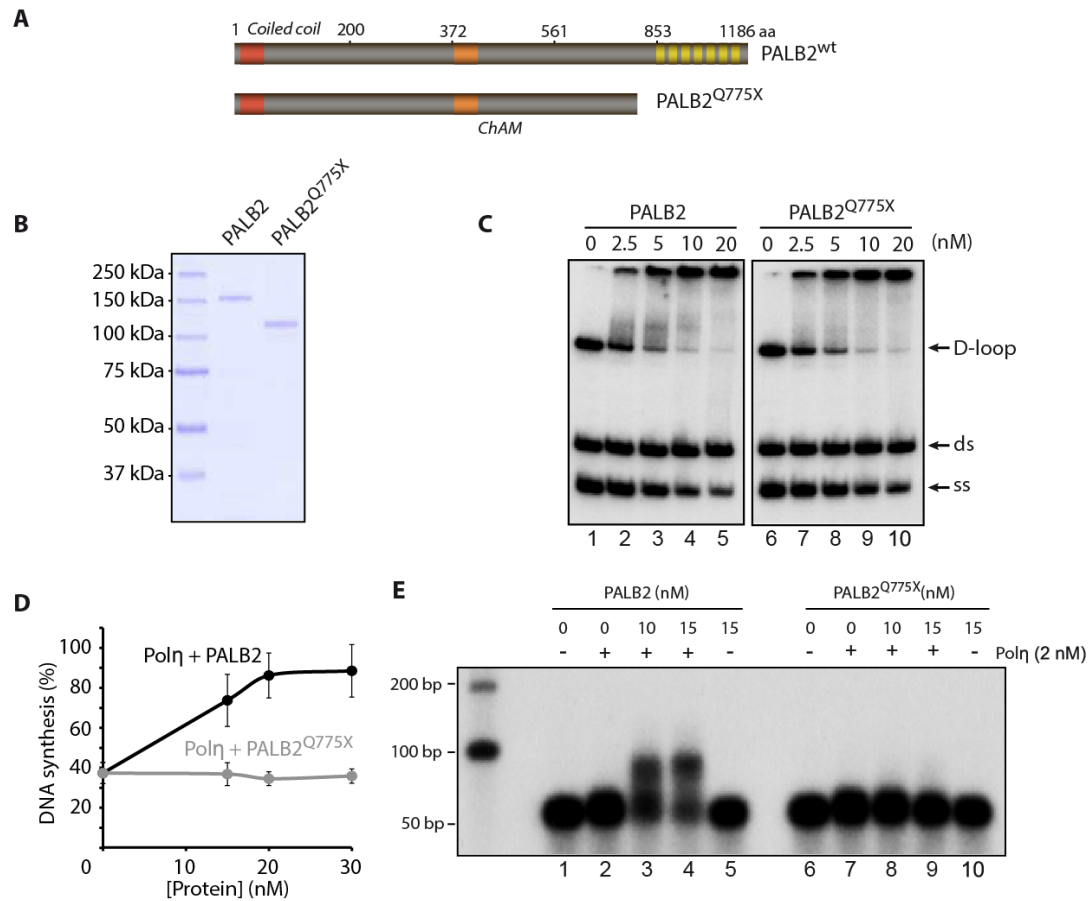 A
1 Coiled coil 200 372 561 853 1186 aa
PALB2wt
PALB2Q775X
ChAM
B
PALB2
PALB2Q775X
250 kDa
150 kDa
100 kDa
75 kDa
50 kDa
37 kDa
C
PALB2 PALB2Q775X
0 2.5 5 10 20 0 2.5 5 10 20 (nM)
D-loop
ds
ss
1 2 3 4 5 6 7 8 9 10
D
DNA synthesis (%)
100
80
60
40
20
0 10 20 30
[Protein] (nM)
Polη + PALB2
Polη + PALB2Q775X
E
PALB2 (nM) PALB2Q775X(nM)
0 0 10 15 15 0 0 10 15 15
- + + + - - + + + - Polη (2 nM)
200 bp
100 bp
50 bp
1 2 3 4 5 6 7 8 9 10